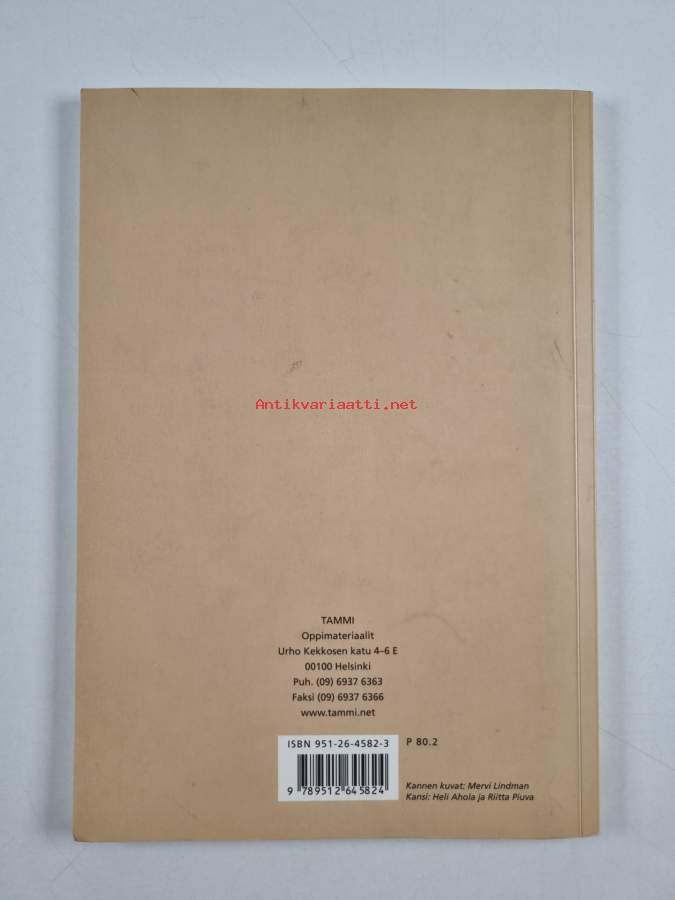 Antikvariaatti.net
TAMMI
Oppimateriaalit
Urho Kekkosen katu 4–6 E
00100 Helsinki
Puh. (09) 6937 6363
Faksi (09) 6937 6366
www.tammi.net
ISBN 951-26-4582-3
P 80.2
9 789512 645824
Kannen kuvat: Mervi Lindman
Kansi: Heli Ahola ja Riitta Piuva